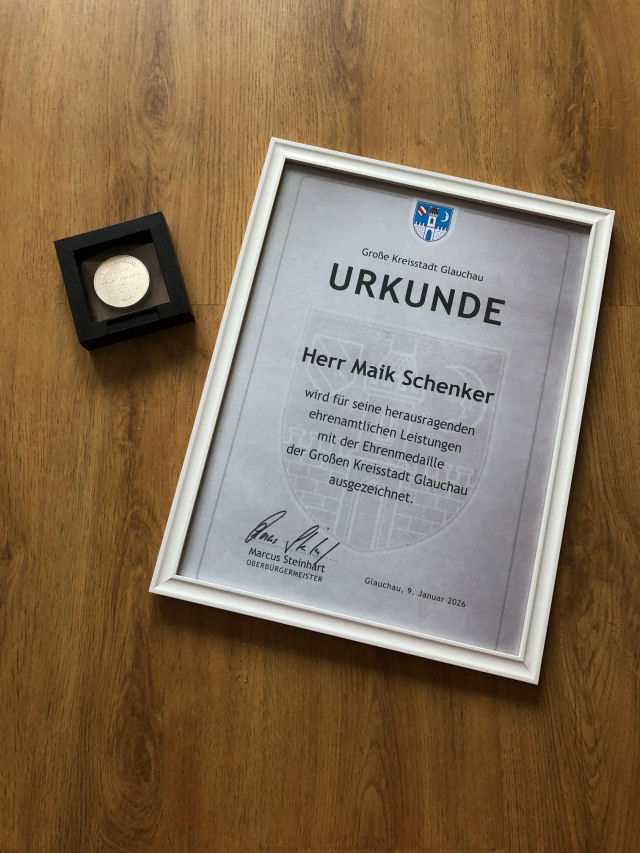 Große Kreisstadt Glauchau
URKUNDE
Herr Maik Schenker
wird für seine herausragenden
ehrenamtlichen Leistungen
mit der Ehrenmedaille
der Großen Kreisstadt Glauchau
ausgezeichnet.
Marcus Steinhart
OBERBÜRGERMEISTER
Glauchau, 9. Januar 2026